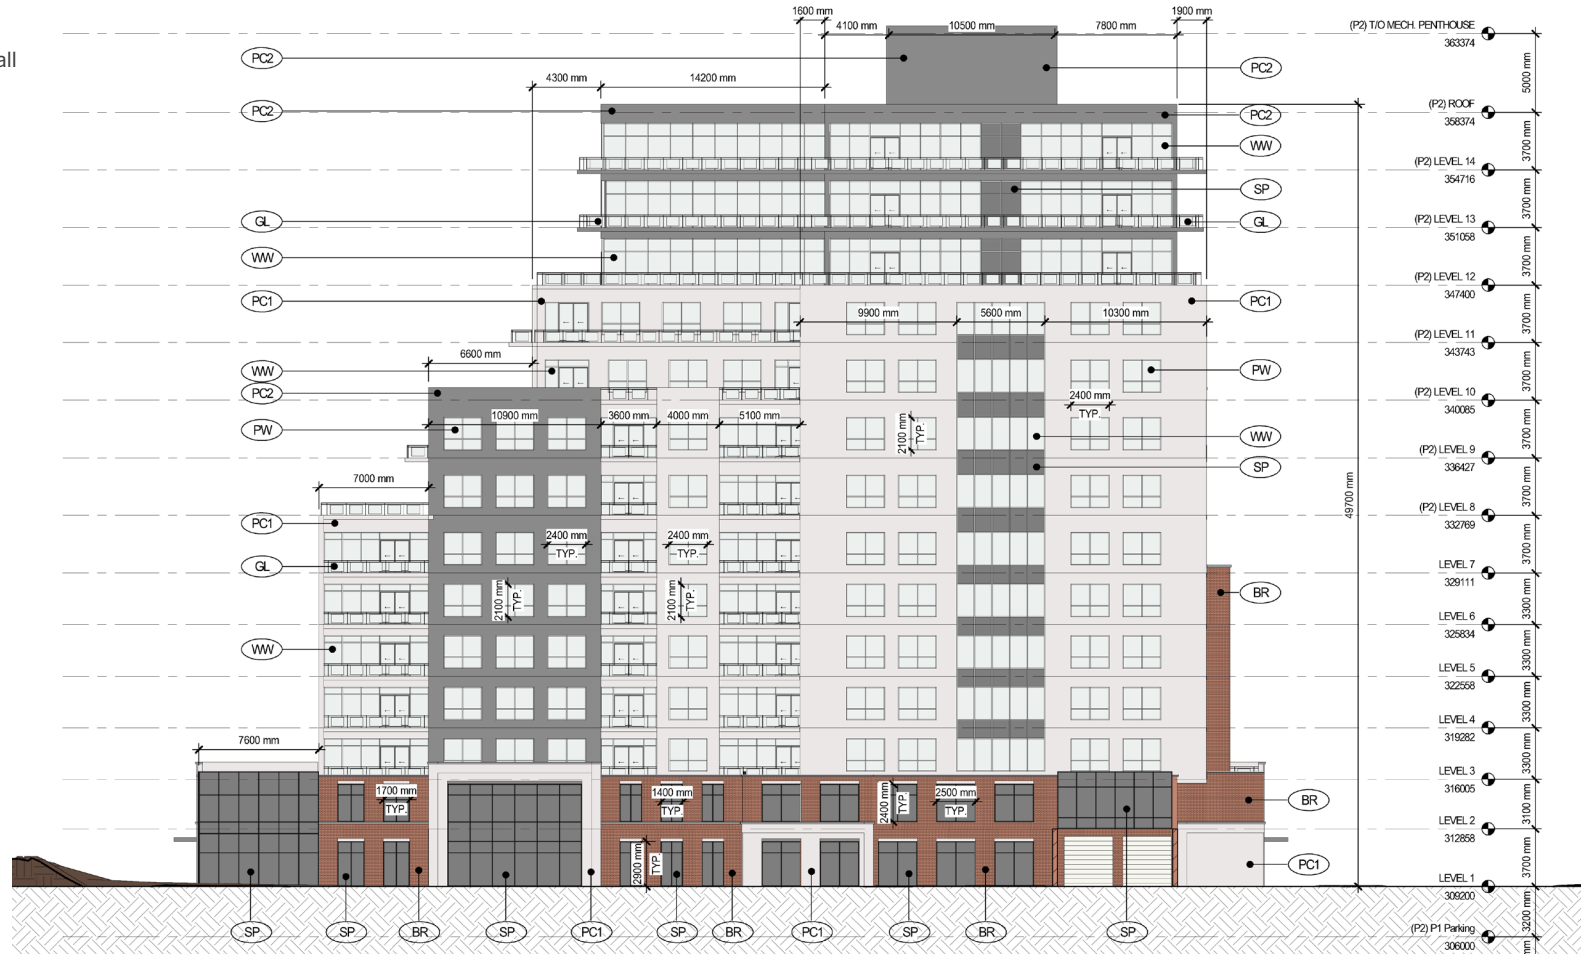 1600 mm
4100 mm
10500 mm
7800 mm
1900 mm
(P2) T/O MECH. PENTHOUSE
363374
all
PC2
PC2
4300 mm
14200 mm
5000 mm
PC2
PC2
(P2) ROOF
358374
WW
3700 mm
(P2) LEVEL 14
354716
SP
3700 mm
GL
GL
(P2) LEVEL 13
351058
WW
3700 mm
(P2) LEVEL 12
347400
PC1
PC1
9900 mm
5600 mm
10300 mm
3700 mm
(P2) LEVEL 11
343743
6600 mm
WW
PW
3700 mm
PC2
(P2) LEVEL 10
340085
2400 mm
TYP.
10900 mm
3600 mm
4000 mm
5100 mm
PW
2100 mm
TYP.
WW
3700 mm
(P2) LEVEL 9
336427
SP
7000 mm
3700 mm
49700 mm
(P2) LEVEL 8
332769
PC1
2400 mm
TYP.
2400 mm
TYP.
3700 mm
GL
LEVEL 7
329111
2100 mm
TYP.
2100 mm
TYP.
BR
3300 mm
LEVEL 6
325834
WW
3300 mm
LEVEL 5
322558
3300 mm
LEVEL 4
319282
7600 mm
3300 mm
LEVEL 3
316005
1700 mm
TYP.
1400 mm
TYP.
2400 mm
TYP.
2500 mm
TYP.
BR
3100 mm
LEVEL 2
312858
2900 mm
TYP.
PC1
3700 mm
LEVEL 1
309200
SP
SP
BR
SP
PC1
SP
BR
PC1
SP
BR
SP
3200 mm
(P2) P1 Parking
306000
mm